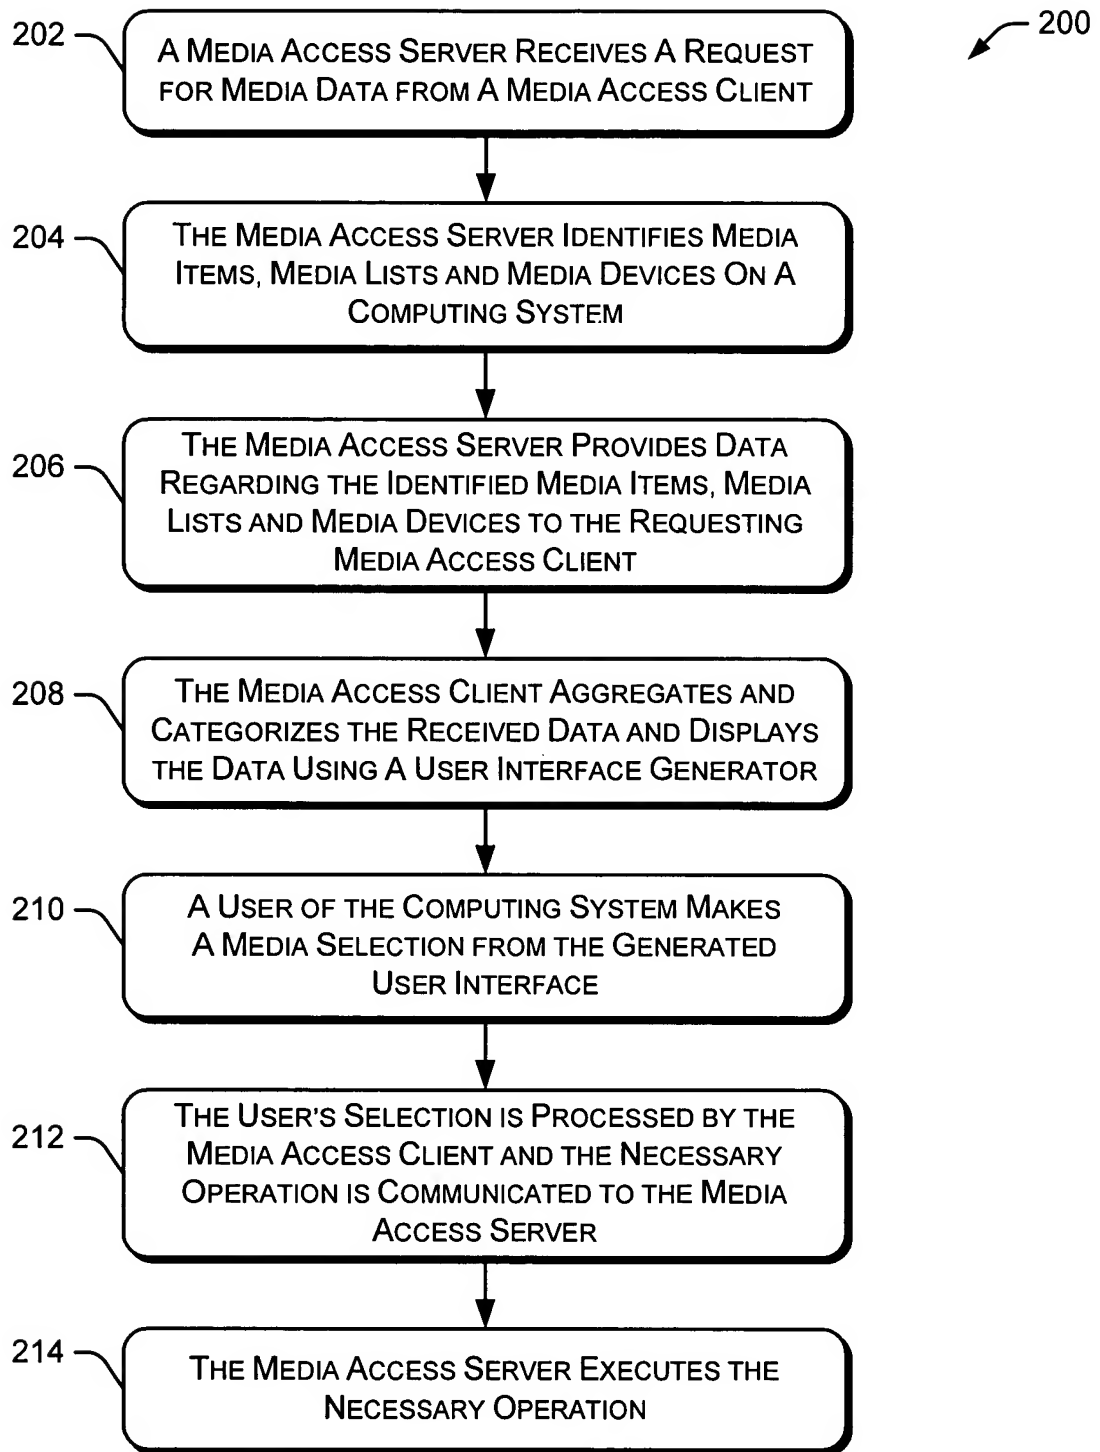 200
202
A MEDIA ACCESS SERVER RECEIVES A REQUEST
FOR MEDIA DATA FROM A MEDIA ACCESS CLIENT
204
THE MEDIA ACCESS SERVER IDENTIFIES MEDIA
ITEMS, MEDIA LISTS AND MEDIA DEVICES ON A
COMPUTING SYSTEM
206
THE MEDIA ACCESS SERVER PROVIDES DATA
REGARDING THE IDENTIFIED MEDIA ITEMS, MEDIA
LISTS AND MEDIA DEVICES TO THE REQUESTING
MEDIA ACCESS CLIENT
208
THE MEDIA ACCESS CLIENT AGGREGATES AND
CATEGORIZES THE RECEIVED DATA AND DISPLAYS
THE DATA USING A USER INTERFACE GENERATOR
210
A USER OF THE COMPUTING SYSTEM MAKES
A MEDIA SELECTION FROM THE GENERATED
USER INTERFACE
212
THE USER'S SELECTION IS PROCESSED BY THE
MEDIA ACCESS CLIENT AND THE NECESSARY
OPERATION IS COMMUNICATED TO THE MEDIA
ACCESS SERVER
214
THE MEDIA ACCESS SERVER EXECUTES THE
NECESSARY OPERATION